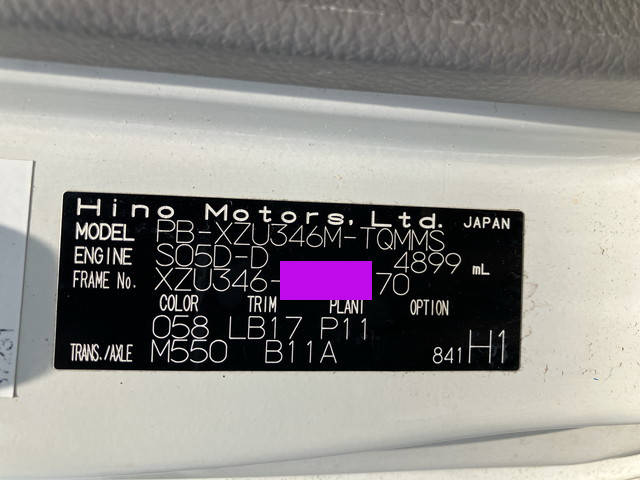 Hino Motors, Ltd. JAPAN
MODEL PB-XZU346M-TQMMS
ENGINE S05D-D 4899 mL
FRAME No. XZU346- 70
COLOR TRIM PLANT OPTION
058 LB17 P11
TRANS./AXLE M550 B11A 841 H1